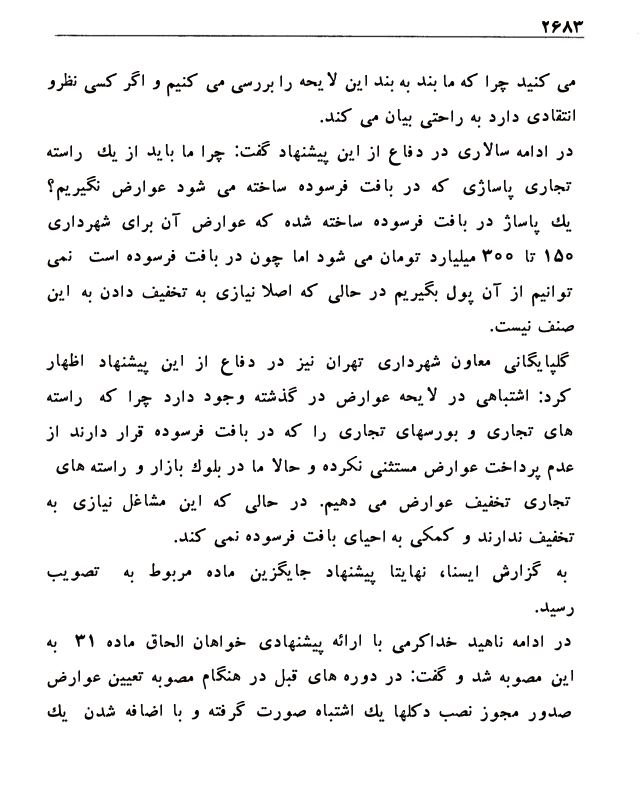 ۲۶۸۳
می کنید چرا که ما بند به بند این لایحه را بررسی می کنیم و اگر کسی نظرو
انتقادی دارد به راحتی بیان می کند.
در ادامه سالاری در دفاع از این پیشنهاد گفت: چرا ما باید از یك راسته
تجاری پاساژی که در بافت فرسوده ساخته می شود عوارض نگیریم؟
یك پاساژ در بافت فرسوده ساخته شده که عوارض آن برای شهرداری
۱۵۰ تا ۳۰۰ میلیارد تومان می شود اما چون در بافت فرسوده است نمی
توانیم از آن پول بگیریم در حالی که اصلا نیازی به تخفیف دادن به این
صنف نیست.
گلپایگانی معاون شهرداری تهران نیز در دفاع از این پیشنهاد اظهار
کرد: اشتباهی در لایحه عوارض در گذشته وجود دارد چرا که راسته
های تجاری و بورسهای تجاری را که در بافت فرسوده قرار دارند از
عدم پرداخت عوارض مستثنی نکرده و حالا ما در بلوك بازار و راسته های
تجاری تخفیف عوارض می دهیم. در حالی که این مشاغل نیازی به
تخفیف ندارند و کمکی به احیای بافت فرسوده نمی کند.
به گزارش ایسنا، نهایتا پیشنهاد جایگزین ماده مربوط به تصویب
رسید.
در ادامه ناهید خداکرمی با ارائه پیشنهادی خواهان الحاق ماده ۳۱ به
این مصوبه شد و گفت: در دوره های قبل در هنگام مصوبه تعیین عوارض
صدور مجوز نصب دکلها یك اشتباه صورت گرفته و با اضافه شدن یك